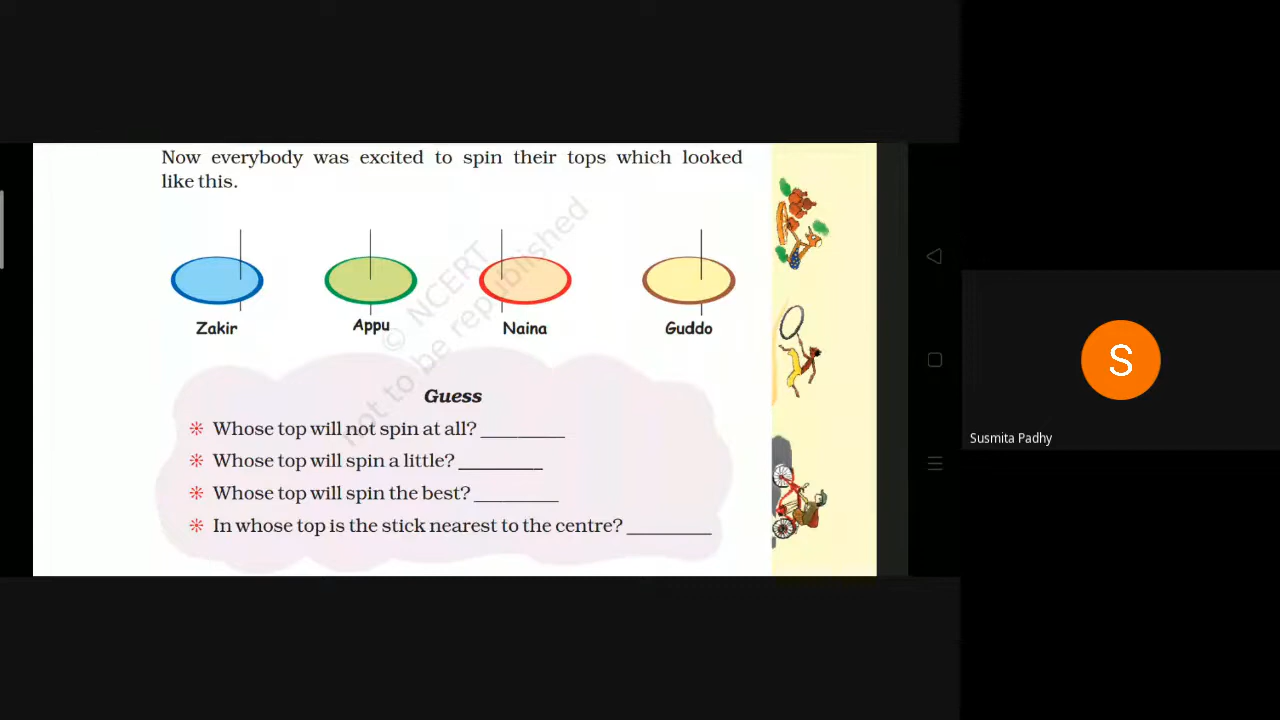 Now everybody was excited to spin their tops which looked
like this.
© NCERT
not to be republished
Zakir
Appu
Naina
Guddo
Guess
Whose top will not spin at all? _________
Whose top will spin a little? _________
Whose top will spin the best? _________
In whose top is the stick nearest to the centre? _________
S
Susmita Padhy